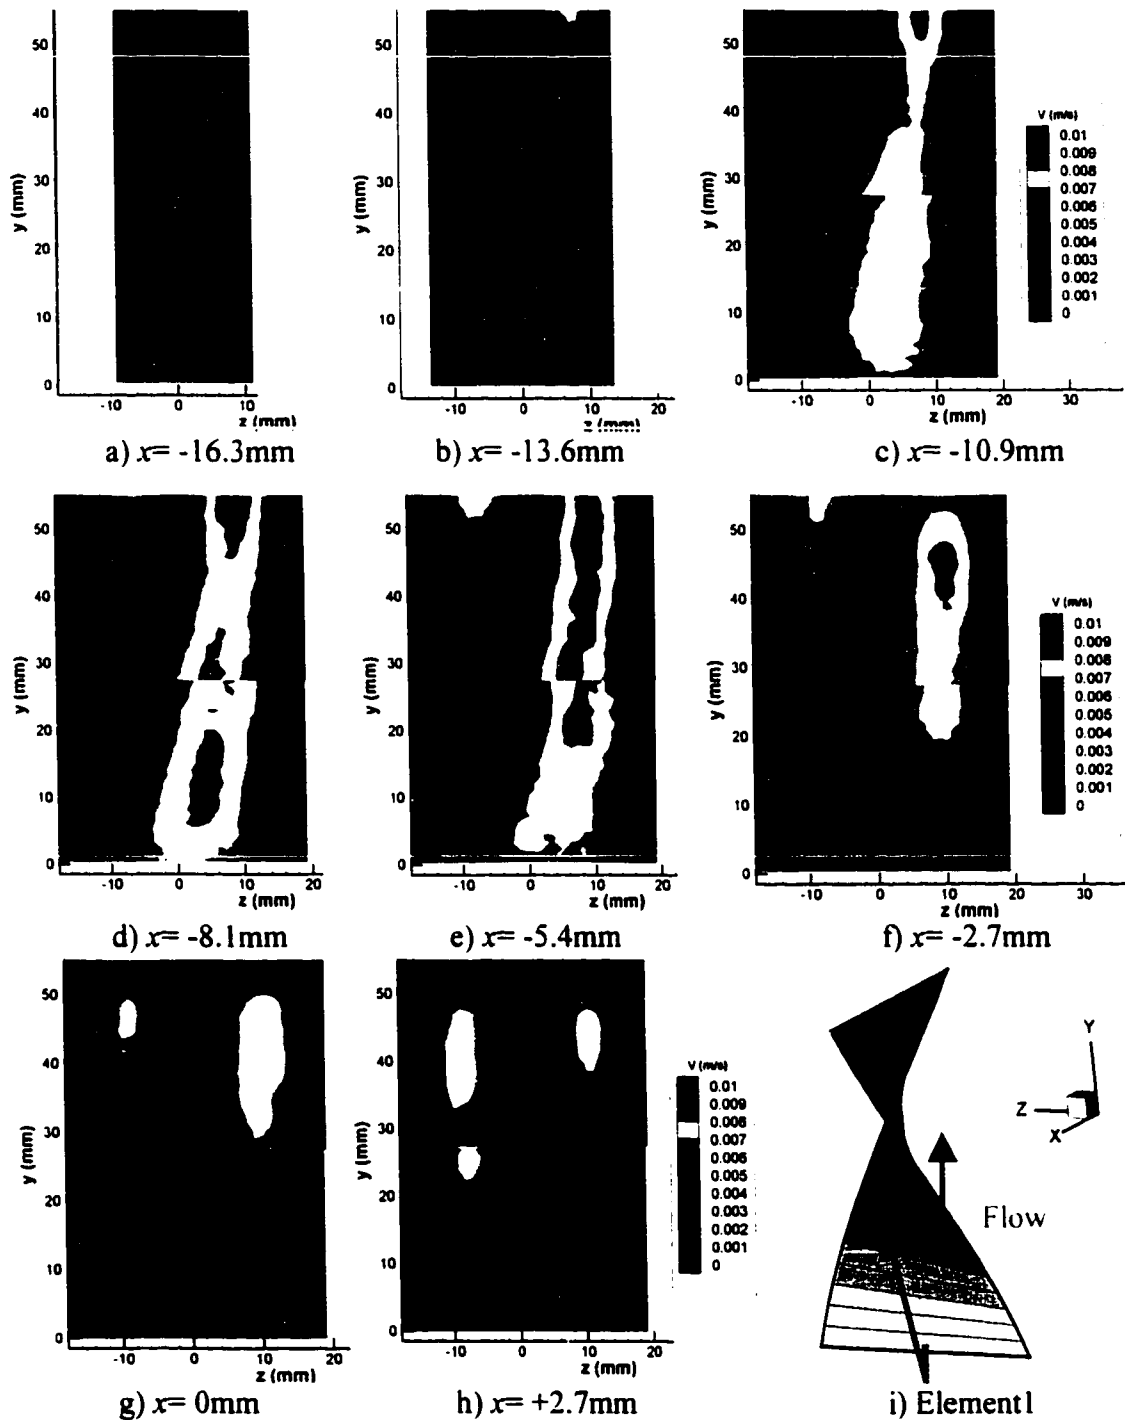 y (mm)
50
40
30
20
10
0
-10 0 10
z (mm)
a) x= -16.3mm
y (mm)
50
40
30
20
10
0
-10 0 10 20
z (mm)
b) x= -13.6mm
y (mm)
50
40
30
20
10
0
-10 0 10 20 30
z (mm)
c) x= -10.9mm
V (m/s)
0.01
0.009
0.008
0.007
0.006
0.005
0.004
0.003
0.002
0.001
0
y (mm)
50
40
30
20
10
0
-10 0 10 20
z (mm)
d) x= -8.1mm
y (mm)
50
40
30
20
10
0
-10 0 10 20
z (mm)
e) x= -5.4mm
y (mm)
50
40
30
20
10
0
-10 0 10 20 30
z (mm)
f) x= -2.7mm
V (m/s)
0.01
0.009
0.008
0.007
0.006
0.005
0.004
0.003
0.002
0.001
0
y (mm)
50
40
30
20
10
0
-10 0 10 20
z (mm)
g) x= 0mm
y (mm)
50
40
30
20
10
0
-10 0 10 20
z (mm)
h) x= +2.7mm
V (m/s)
0.01
0.009
0.008
0.007
0.006
0.005
0.004
0.003
0.002
0.001
0
Y
Z
X
Flow
i) Element1